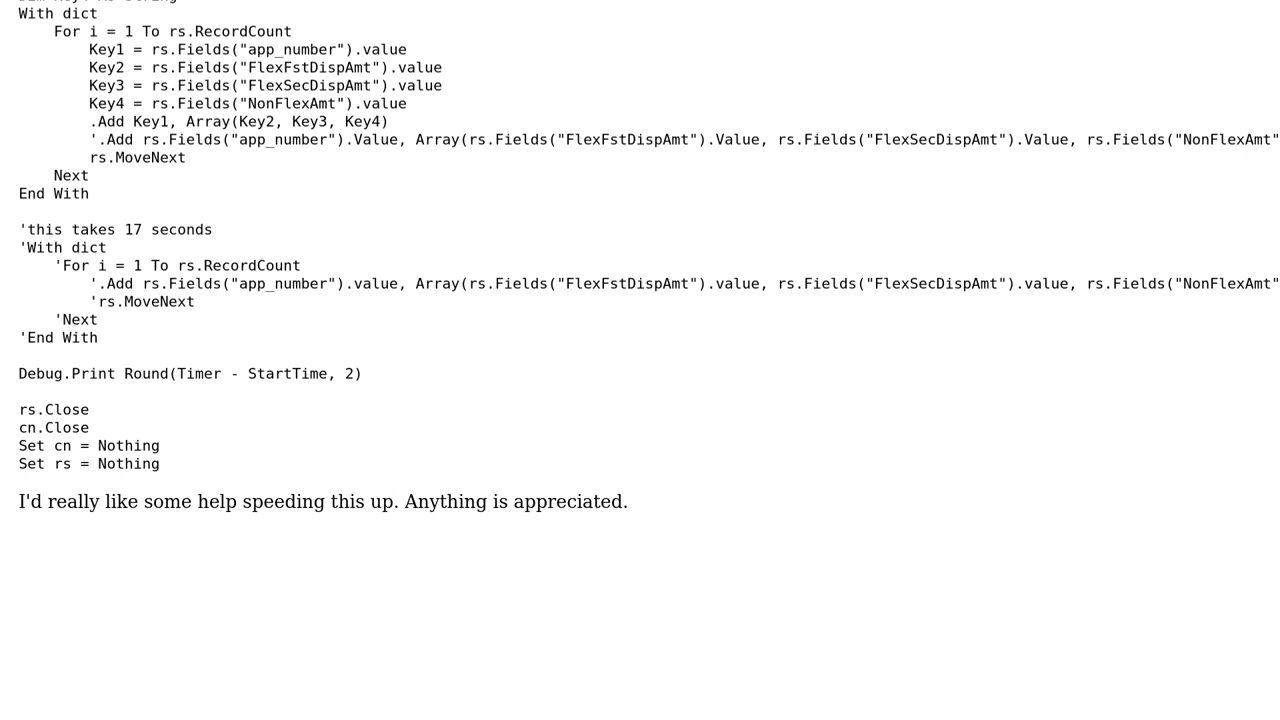 With dict
    For i = 1 To rs.RecordCount
        Key1 = rs.Fields("app_number").value
        Key2 = rs.Fields("FlexFstDispAmt").value
        Key3 = rs.Fields("FlexSecDispAmt").value
        Key4 = rs.Fields("NonFlexAmt").value
        .Add Key1, Array(Key2, Key3, Key4)
        '.Add rs.Fields("app_number").Value, Array(rs.Fields("FlexFstDispAmt").Value, rs.Fields("FlexSecDispAmt").Value, rs.Fields("NonFlexAmt"
        rs.MoveNext
    Next
End With

'this takes 17 seconds
'With dict
    'For i = 1 To rs.RecordCount
        '.Add rs.Fields("app_number").value, Array(rs.Fields("FlexFstDispAmt").value, rs.Fields("FlexSecDispAmt").value, rs.Fields("NonFlexAmt"
        'rs.MoveNext
    'Next
'End With

Debug.Print Round(Timer - StartTime, 2)

rs.Close
cn.Close
Set cn = Nothing
Set rs = Nothing

I'd really like some help speeding this up. Anything is appreciated.